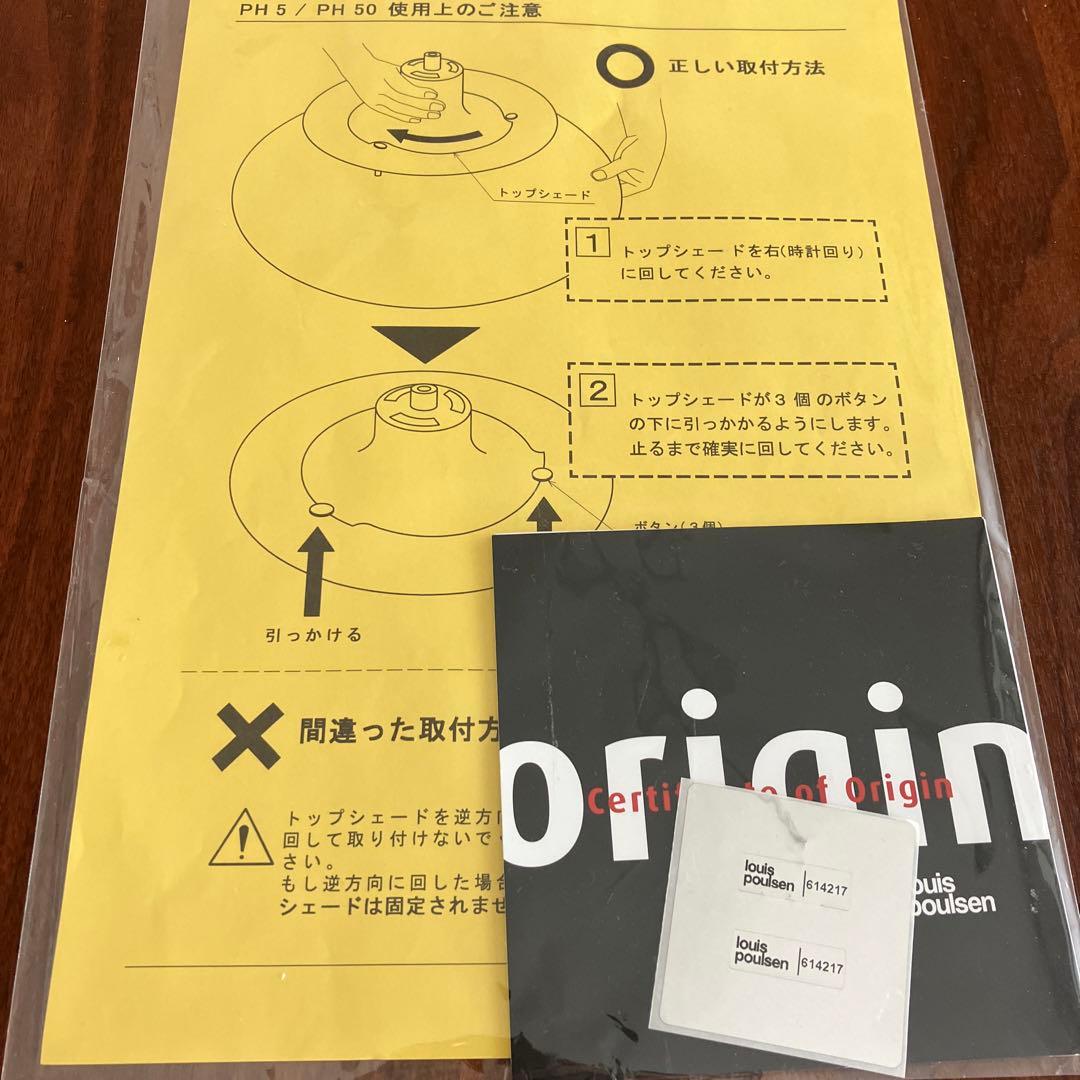 PH 5 / PH 50 使用上のご注意
正しい取付方法
トップシェード
1
トップシェードを右(時計回り)
に回してください。
2
トップシェードが3 個 のボタン
の下に引っかかるようにします。
止るまで確実に回してください。
ボタン(3個)
引っかける
間違った取付方
トップシェードを逆方向
回して取り付けないで
さい。
もし逆方向に回した場合
シェードは固定されませ
origin
Certificate of Origin
louis
poulsen
louis
poulsen 614217
louis
poulsen 614217